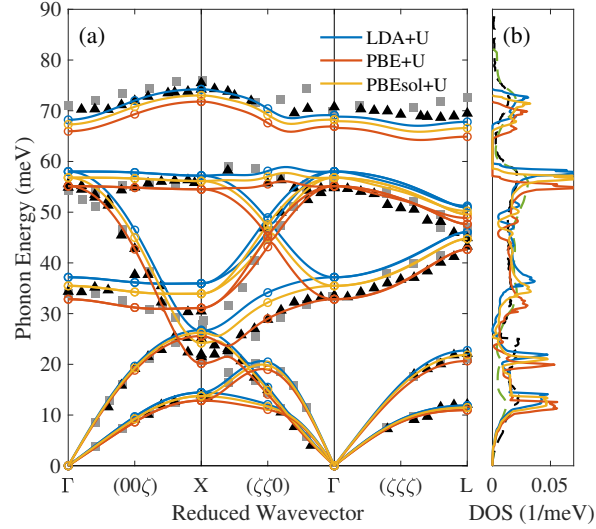 (a)
(b)
LDA+U
PBE+U
PBEsol+U
Phonon Energy (meV)
90
80
70
60
50
40
30
20
10
0
Γ (00ζ) X (ζζ0) Γ (ζζζ) L
0 0.05
Reduced Wavevector
DOS (1/meV)